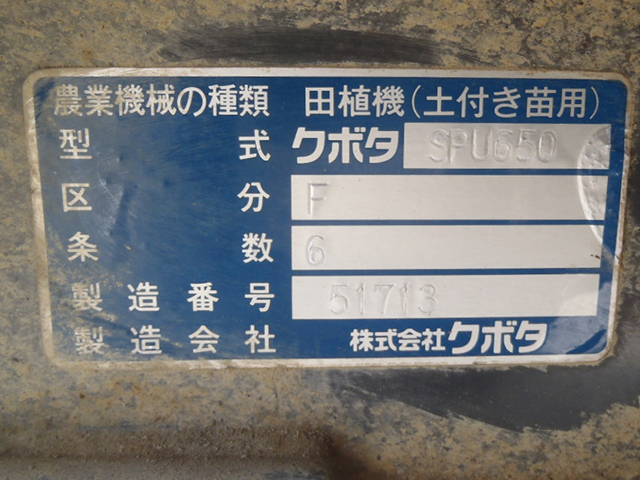 農業機械の種類 田植機(土付き苗用)
型式 クボタ SPU650
区分 F
条数 6
製造番号 51713
製造会社 株式会社クボタ